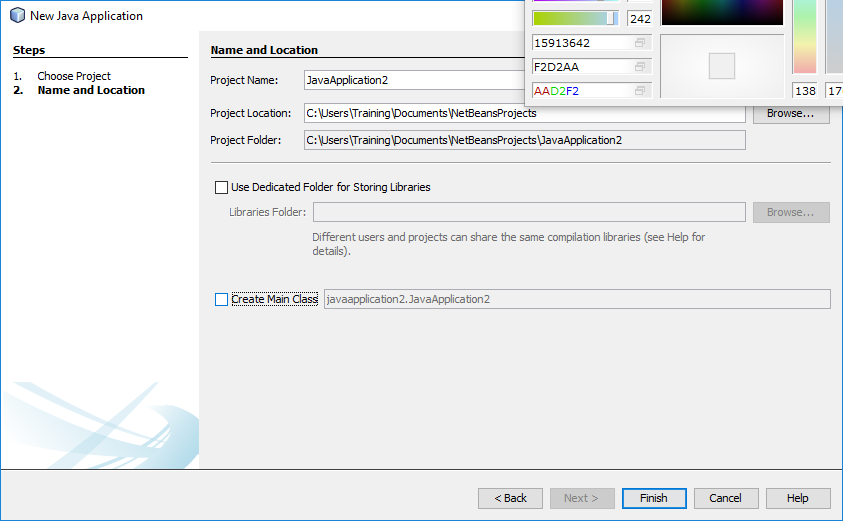 New Java Application
242
15913642
F2D2AA
AAD2F2
138
Steps
1. Choose Project
2. Name and Location
Name and Location
Project Name: JavaApplication2
Project Location: C:\Users\Training\Documents\NetBeansProjects Browse...
Project Folder: C:\Users\Training\Documents\NetBeansProjects\JavaApplication2
Use Dedicated Folder for Storing Libraries
Libraries Folder: Browse...
Different users and projects can share the same compilation libraries (see Help for
details).
Create Main Class javaapplication2.JavaApplication2
< Back Next > Finish Cancel Help